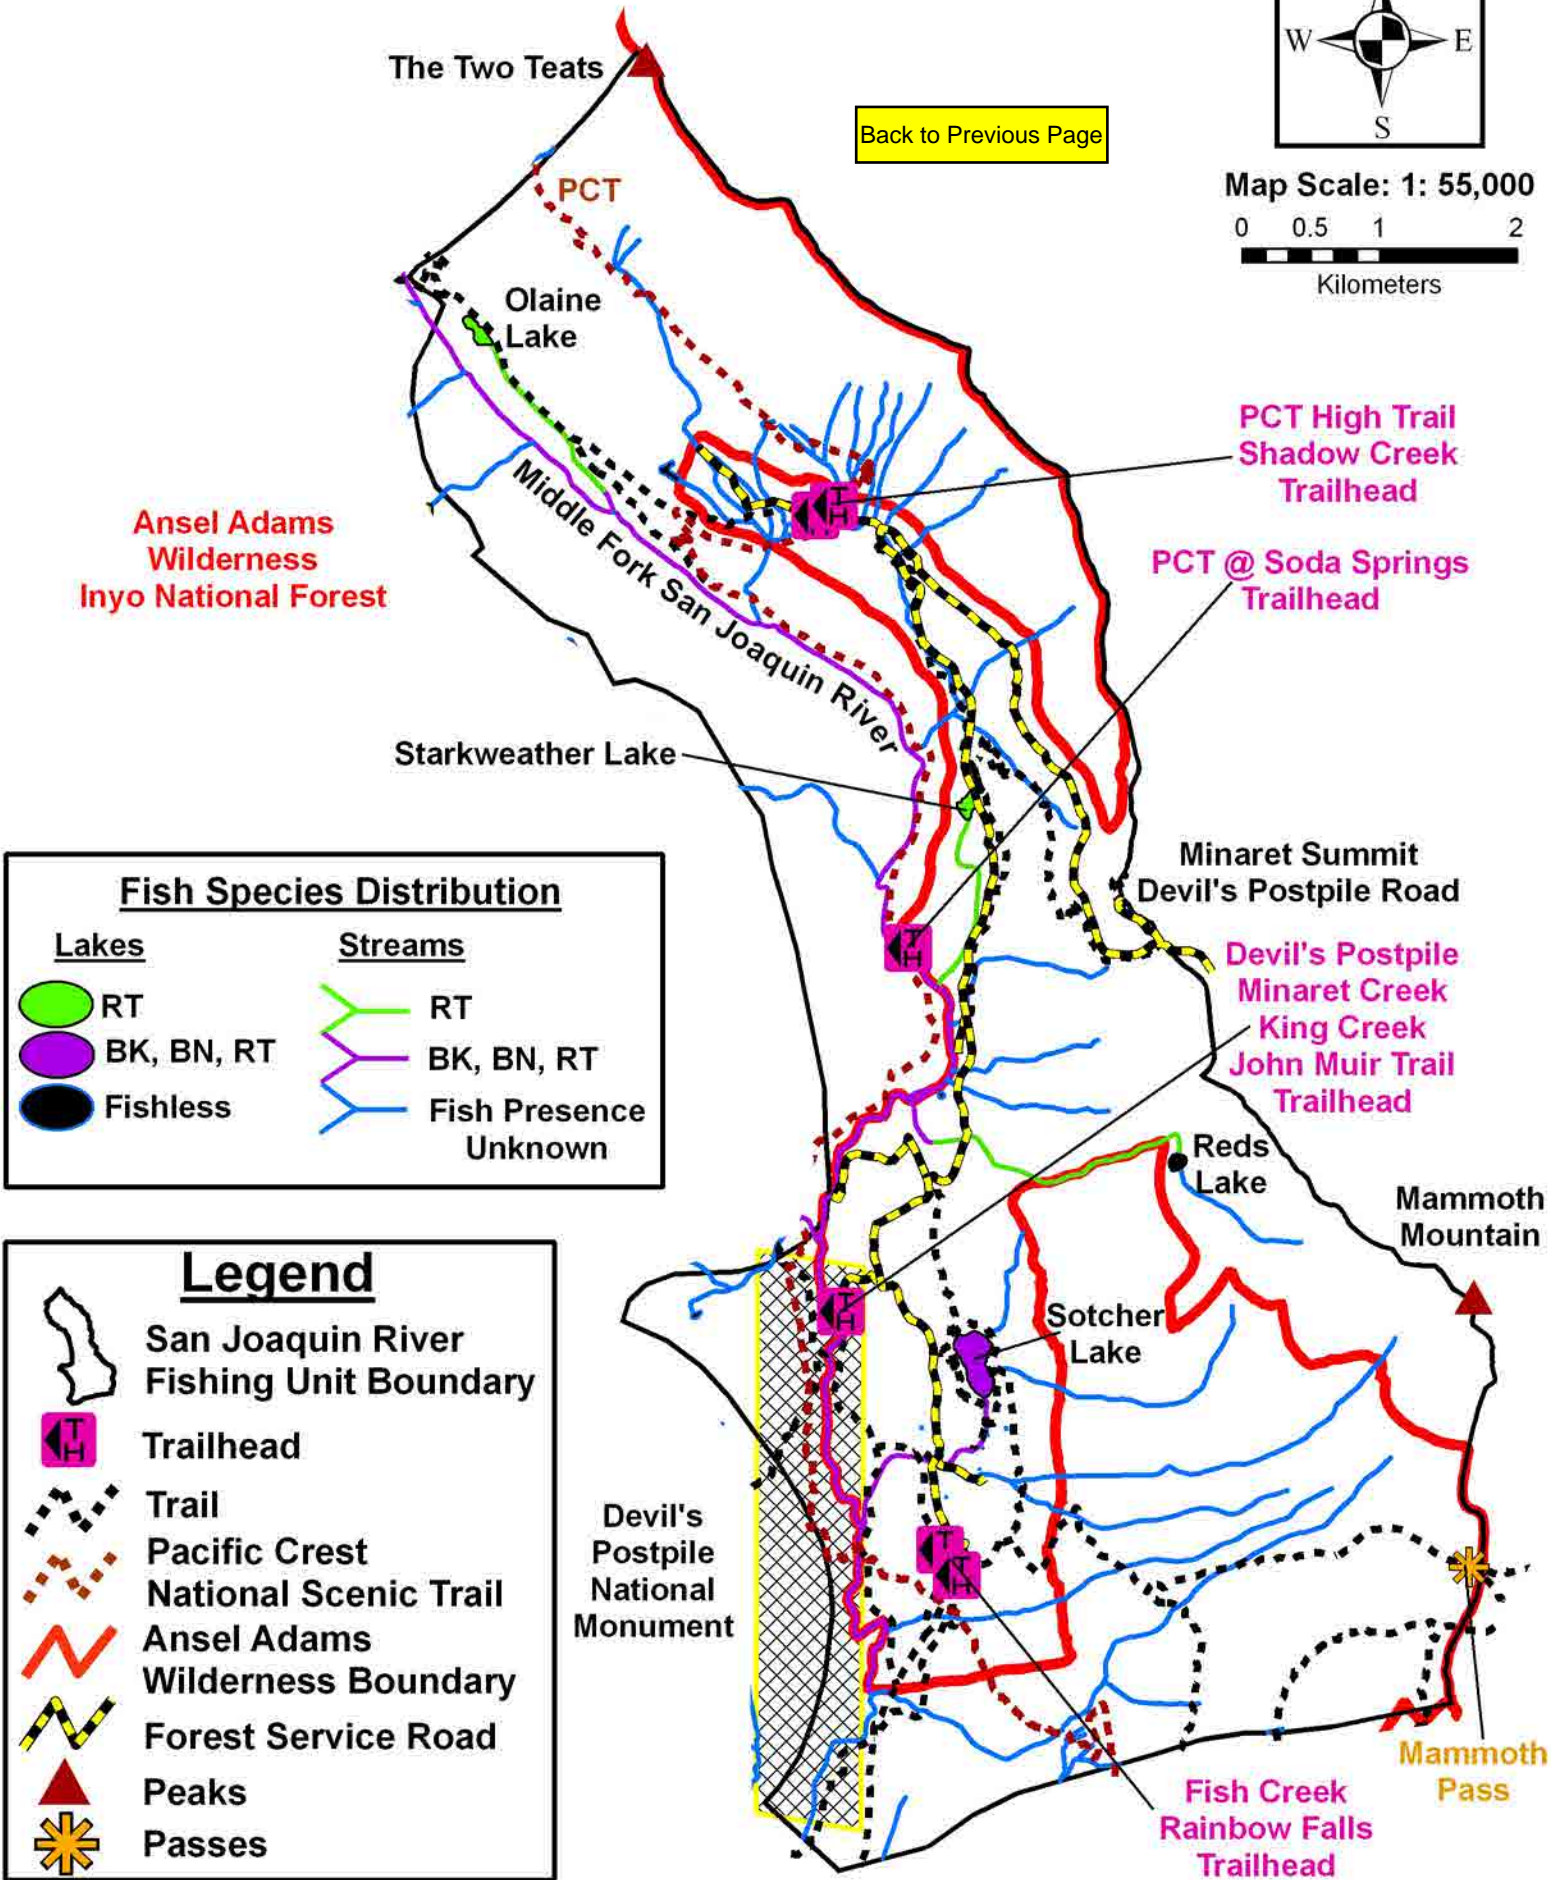 The Two Teats
Back to Previous Page
W
E
S
Map Scale: 1: 55,000
0 0.5 1 2
Kilometers
PCT
Olaine
Lake
PCT High Trail
Shadow Creek
Trailhead
Ansel Adams
Wilderness
Inyo National Forest
Middle Fork San Joaquin River
PCT @ Soda Springs
Trailhead
Starkweather Lake
Minaret Summit
Devil's Postpile Road
Fish Species Distribution
Lakes
Streams
RT
RT
BK, BN, RT
BK, BN, RT
Fishless
Fish Presence
Unknown
Devil's Postpile
Minaret Creek
King Creek
John Muir Trail
Trailhead
Reds
Lake
Mammoth
Mountain
Sotcher
Lake
Legend
San Joaquin River
Fishing Unit Boundary
TH
Trailhead
Trail
Pacific Crest
National Scenic Trail
Ansel Adams
Wilderness Boundary
Forest Service Road
Peaks
Passes
Devil's
Postpile
National
Monument
TH
TH
TH
TH
TH
Mammoth
Pass
Fish Creek
Rainbow Falls
Trailhead